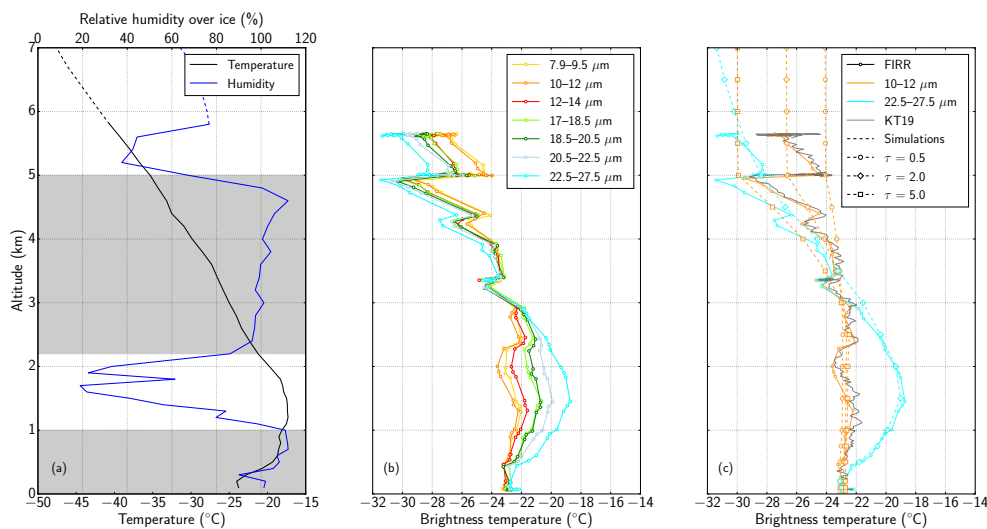 Relative humidity over ice (%)
0 20 40 60 80 100 120
7
6
5
4
3
2
1
0
Altitude (km)
Temperature
Humidity
(a)
−50 −45 −40 −35 −30 −25 −20 −15
Temperature (°C)
7.9–9.5 μm
10–12 μm
12–14 μm
17–18.5 μm
18.5–20.5 μm
20.5–22.5 μm
22.5–27.5 μm
(b)
−32 −30 −28 −26 −24 −22 −20 −18 −16 −14
Brightness temperature (°C)
FIRR
10–12 μm
22.5–27.5 μm
KT19
Simulations
τ = 0.5
τ = 2.0
τ = 5.0
(c)
−32 −30 −28 −26 −24 −22 −20 −18 −16 −14
Brightness temperature (°C)